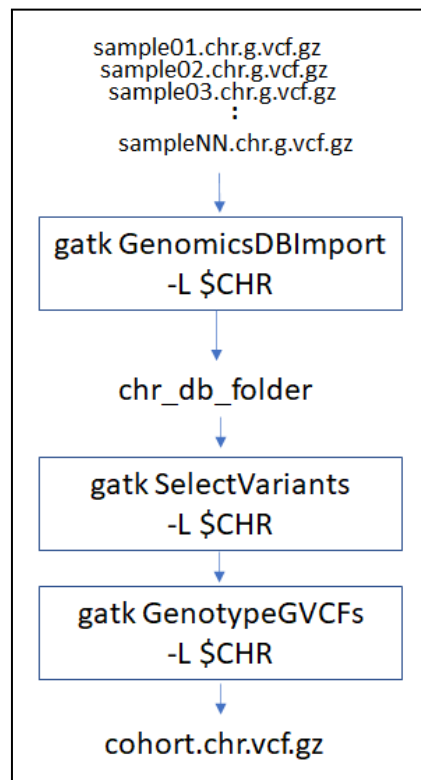 sample01.chr.g.vcf.gz
sample02.chr.g.vcf.gz
sample03.chr.g.vcf.gz
:
sampleNN.chr.g.vcf.gz
gatk GenomicsDBImport
-L $CHR
chr_db_folder
gatk SelectVariants
-L $CHR
gatk GenotypeGVCFs
-L $CHR
cohort.chr.vcf.gz